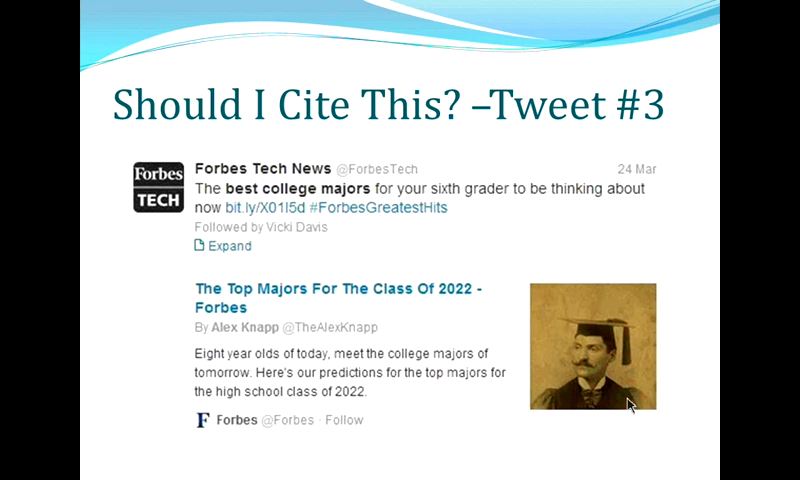 Should I Cite This? –Tweet #3
Forbes
TECH
Forbes Tech News @ForbesTech 24 Mar
The best college majors for your sixth grader to be thinking about
now bit.ly/X01I5d #ForbesGreatestHits
Followed by Vicki Davis
Expand
The Top Majors For The Class Of 2022 -
Forbes
By Alex Knapp @TheAlexKnapp
Eight year olds of today, meet the college majors of
tomorrow. Here's our predictions for the top majors for
the high school class of 2022.
F Forbes @Forbes · Follow